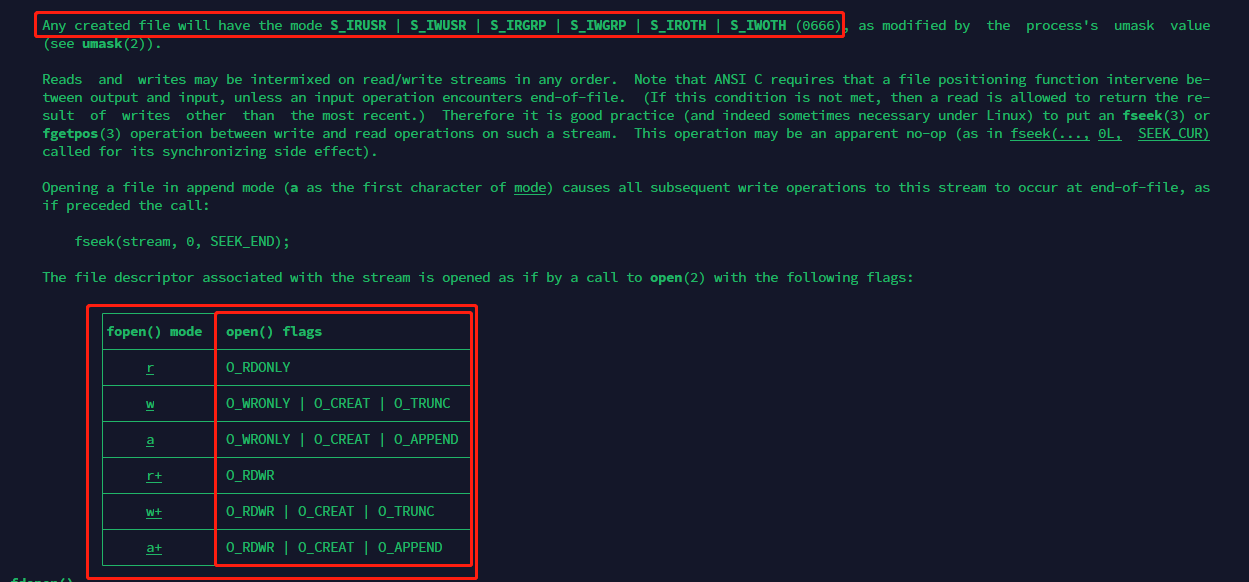 Any created file will have the mode S_IRUSR | S_IWUSR | S_IRGRP | S_IWGRP | S_IROTH | S_IWOTH (0666), as modified by the process's umask value
(see umask(2)).
Reads and writes may be intermixed on read/write streams in any order. Note that ANSI C requires that a file positioning function intervene be-
tween output and input, unless an input operation encounters end-of-file. (If this condition is not met, then a read is allowed to return the re-
sult of writes other than the most recent.) Therefore it is good practice (and indeed sometimes necessary under Linux) to put an fseek(3) or
fgetpos(3) operation between write and read operations on such a stream. This operation may be an apparent no-op (as in fseek(..., 0L, SEEK_CUR)
called for its synchronizing side effect).
Opening a file in append mode (a as the first character of mode) causes all subsequent write operations to this stream to occur at end-of-file, as
if preceded the call:
fseek(stream, 0, SEEK_END);
The file descriptor associated with the stream is opened as if by a call to open(2) with the following flags:
fopen() mode open() flags
r O_RDONLY
w O_WRONLY | O_CREAT | O_TRUNC
a O_WRONLY | O_CREAT | O_APPEND
r+ O_RDWR
w+ O_RDWR | O_CREAT | O_TRUNC
a+ O_RDWR | O_CREAT | O_APPEND